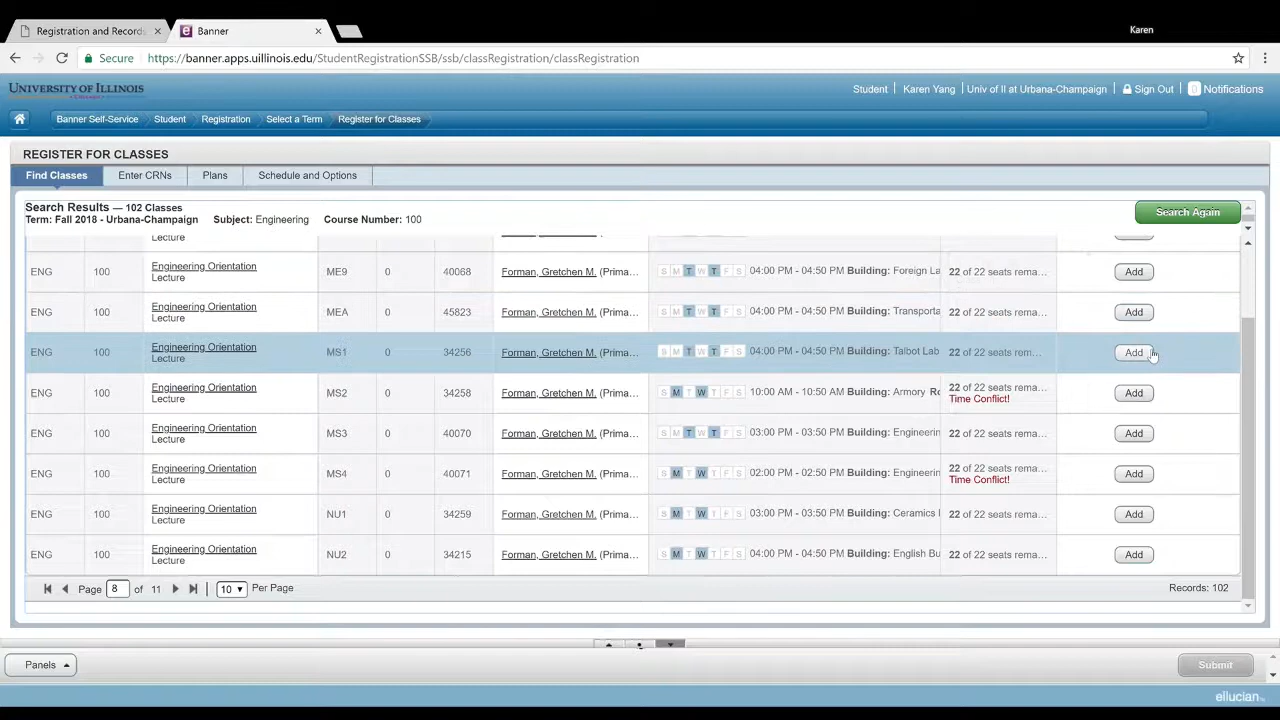 Registration and Records
Banner
Karen
Secure
https://banner.apps.uillinois.edu/StudentRegistrationSSB/ssb/classRegistration/classRegistration
UNIVERSITY OF ILLINOIS
Student
Karen Yang
Univ of Il at Urbana-Champaign
Sign Out
0 Notifications
Banner Self-Service
Student
Registration
Select a Term
Register for Classes
REGISTER FOR CLASSES
Find Classes
Enter CRNs
Plans
Schedule and Options
Search Results — 102 Classes
Term: Fall 2018 - Urbana-Champaign Subject: Engineering Course Number: 100
Search Again
Lecture
ENG 100 Engineering Orientation ME9 0 40068 Forman, Gretchen M. (Prima... S M T W T F S 04:00 PM - 04:50 PM Building: Foreign La 22 of 22 seats rema... Add
Lecture
ENG 100 Engineering Orientation MEA 0 45823 Forman, Gretchen M. (Prima... S M T W T F S 04:00 PM - 04:50 PM Building: Transporta 22 of 22 seats rema... Add
Lecture
ENG 100 Engineering Orientation MS1 0 34256 Forman, Gretchen M. (Prima... S M T W T F S 04:00 PM - 04:50 PM Building: Talbot Lab 22 of 22 seats rem... Add
Lecture
ENG 100 Engineering Orientation MS2 0 34258 Forman, Gretchen M. (Prima... S M T W T F S 10:00 AM - 10:50 AM Building: Armory Ro 22 of 22 seats rema... Add
Lecture Time Conflict!
ENG 100 Engineering Orientation MS3 0 40070 Forman, Gretchen M. (Prima... S M T W T F S 03:00 PM - 03:50 PM Building: Engineerin 22 of 22 seats rema... Add
Lecture
ENG 100 Engineering Orientation MS4 0 40071 Forman, Gretchen M. (Prima... S M T W T F S 02:00 PM - 02:50 PM Building: Engineerin 22 of 22 seats rema... Add
Lecture Time Conflict!
ENG 100 Engineering Orientation NU1 0 34259 Forman, Gretchen M. (Prima... S M T W T F S 03:00 PM - 03:50 PM Building: Ceramics 22 of 22 seats rema... Add
Lecture
ENG 100 Engineering Orientation NU2 0 34215 Forman, Gretchen M. (Prima... S M T W T F S 04:00 PM - 04:50 PM Building: English Bu 22 of 22 seats rema... Add
Lecture
Page 8 of 11 10 Per Page Records: 102
Panels
Submit
ellucian